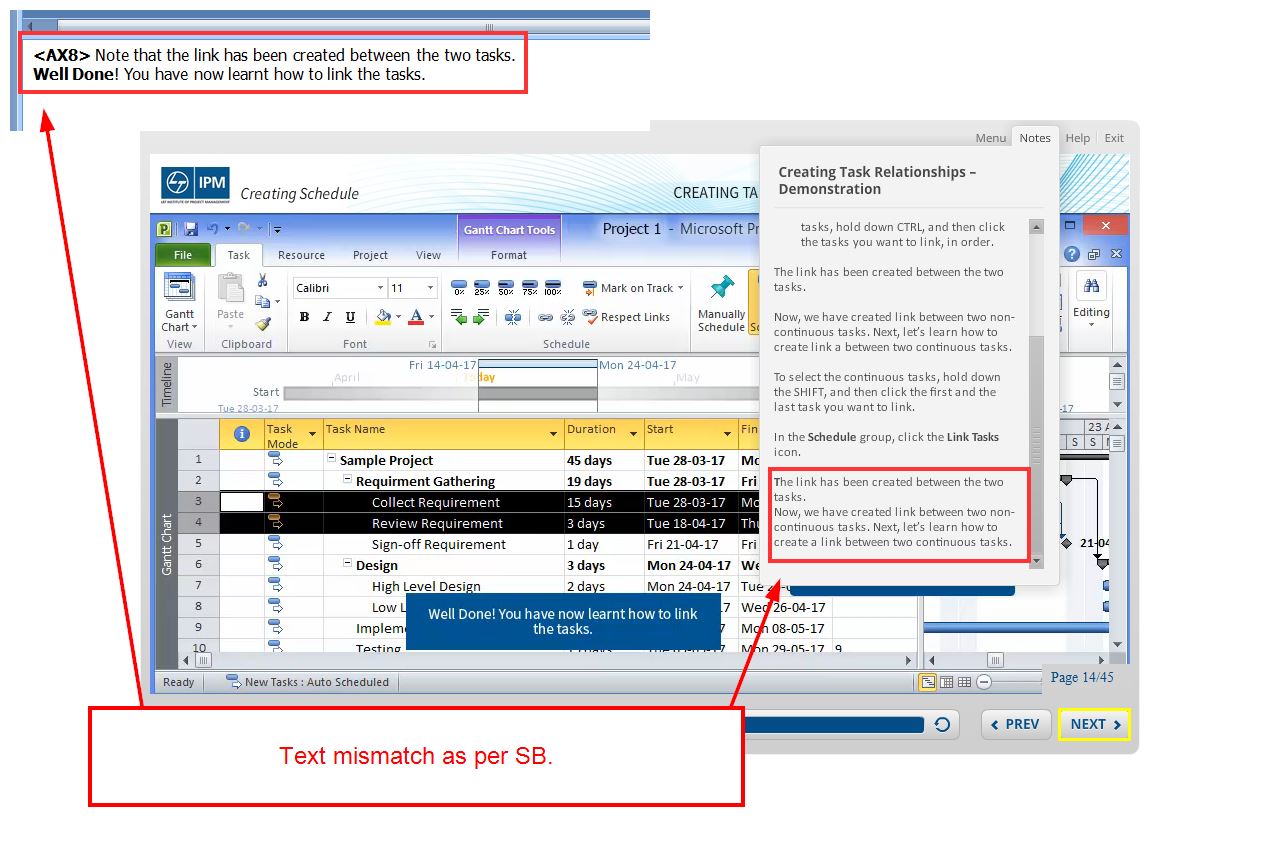 <AX8> Note that the link has been created between the two tasks.
Well Done! You have now learnt how to link the tasks.
Menu
Notes
Help
Exit
IPM
L&T INSTITUTE OF PROJECT MANAGEMENT
Creating Schedule
CREATING TA
Creating Task Relationships –
Demonstration
tasks, hold down CTRL, and then click
the tasks you want to link, in order.
The link has been created between the two
tasks.
Now, we have created link between two non-
continuous tasks. Next, let's learn how to
create link a between two continuous tasks.
To select the continuous tasks, hold down
the SHIFT, and then click the first and the
last task you want to link.
In the Schedule group, click the Link Tasks
icon.
The link has been created between the two
tasks.
Now, we have created link between two non-
continuous tasks. Next, let's learn how to
create a link between two continuous tasks.
Gantt Chart Tools
Project 1 - Microsoft Pr
File
Task
Resource
Project
View
Format
Gantt
Chart
View
Paste
Clipboard
Calibri
11
B I U
A
Font
0% 25% 50% 75% 100%
Mark on Track
Respect Links
Schedule
Manually
Schedule
Editing
Timeline
Fri 14-04-17
Mon 24-04-17
April
Today
May
Start
Tue 28-03-17
-17
Gantt Chart
Task
Mode
Task Name
Duration
Start
Fin
23 A
S S
1 Sample Project 45 days Tue 28-03-17 Mo
2 Requirment Gathering 19 days Tue 28-03-17 Fri
3 Collect Requirement 15 days Tue 28-03-17 Mo
4 Review Requirement 3 days Tue 18-04-17 Thu
5 Sign-off Requirement 1 day Fri 21-04-17 Fri
21-04
6 Design 3 days Mon 24-04-17 We
7 High Level Design 2 days Mon 24-04-17 Tue
8 Low L Wed 26-04-17
9 Impleme Mon 08-05-17
10 Testing Mon 29-05-17 9
Well Done! You have now learnt how to link
the tasks.
Ready
New Tasks : Auto Scheduled
Page 14/45
PREV
NEXT
Text mismatch as per SB.